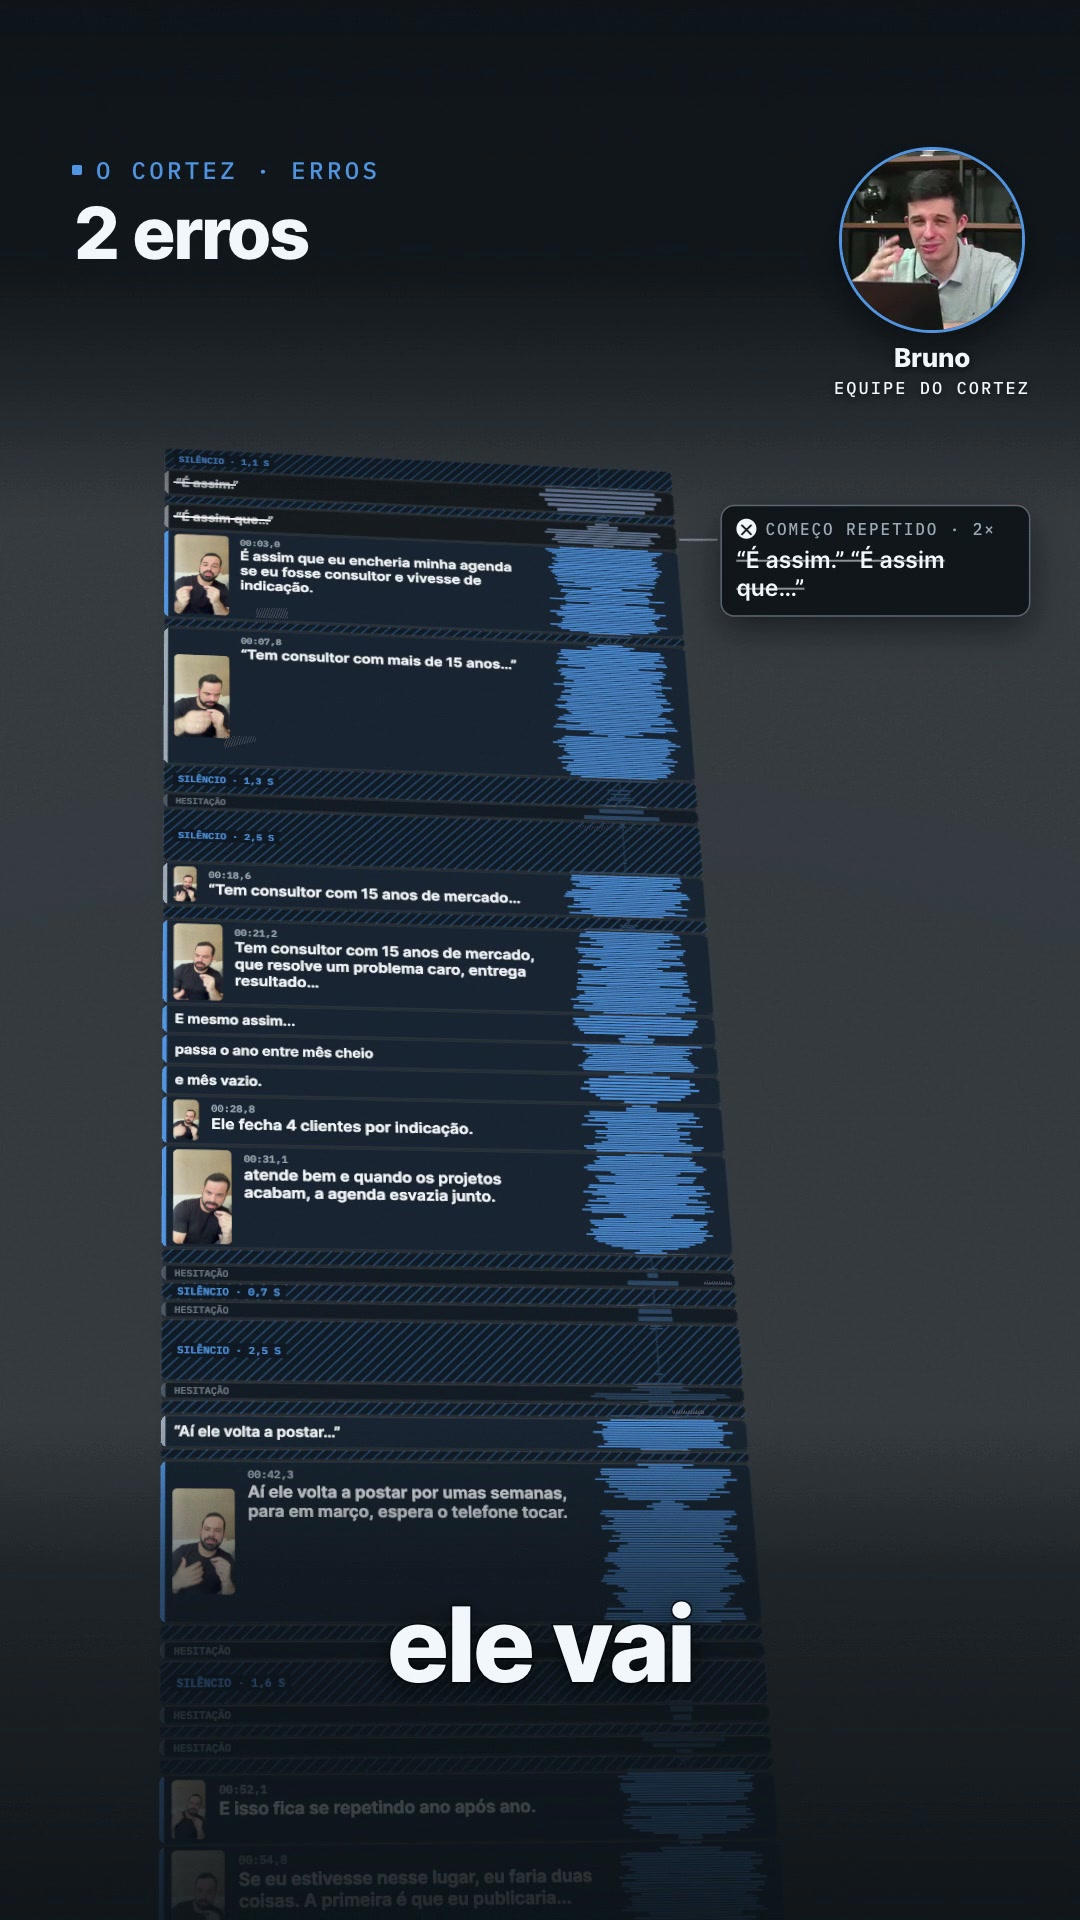 O CORTEZ · ERROS
2 erros
Bruno
EQUIPE DO CORTEZ
SILÊNCIO · 1,1 S
“É assim.”
“É assim que...”
00:03,0
É assim que eu encheria minha agenda
se eu fosse consultor e vivesse de
indicação.
COMEÇO REPETIDO · 2×
“É assim.” “É assim
que...”
00:07,8
“Tem consultor com mais de 15 anos...”
SILÊNCIO · 1,3 S
HESITAÇÃO
SILÊNCIO · 2,5 S
00:18,6
“Tem consultor com 15 anos de mercado...
00:21,2
Tem consultor com 15 anos de mercado,
que resolve um problema caro, entrega
resultado...
E mesmo assim...
passa o ano entre mês cheio
e mês vazio.
00:28,8
Ele fecha 4 clientes por indicação.
00:31,1
atende bem e quando os projetos
acabam, a agenda esvazia junto.
HESITAÇÃO
SILÊNCIO · 0,7 S
HESITAÇÃO
SILÊNCIO · 2,5 S
HESITAÇÃO
“Aí ele volta a postar...”
00:42,3
Aí ele volta a postar por umas semanas,
para em março, espera o telefone tocar.
ele vai
HESITAÇÃO
SILÊNCIO · 1,6 S
HESITAÇÃO
HESITAÇÃO
00:52,1
E isso fica se repetindo ano após ano.
00:54,8
Se eu estivesse nesse lugar, eu faria duas
coisas. A primeira é que eu publicaria...